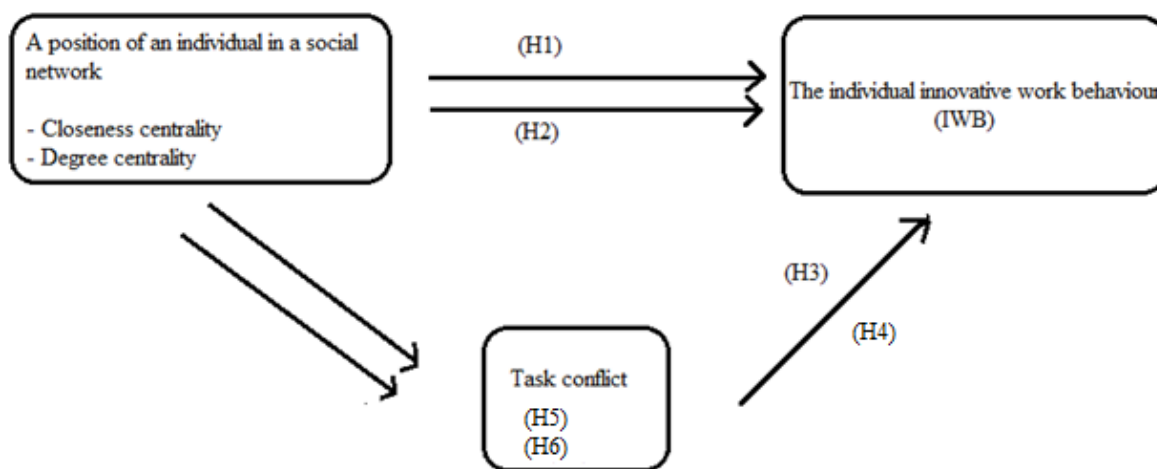 A position of an individual in a social
network
- Closeness centrality
- Degree centrality
(H1)
(H2)
The individual innovative work behaviour
(IWB)
(H3)
(H4)
Task conflict
(H5)
(H6)